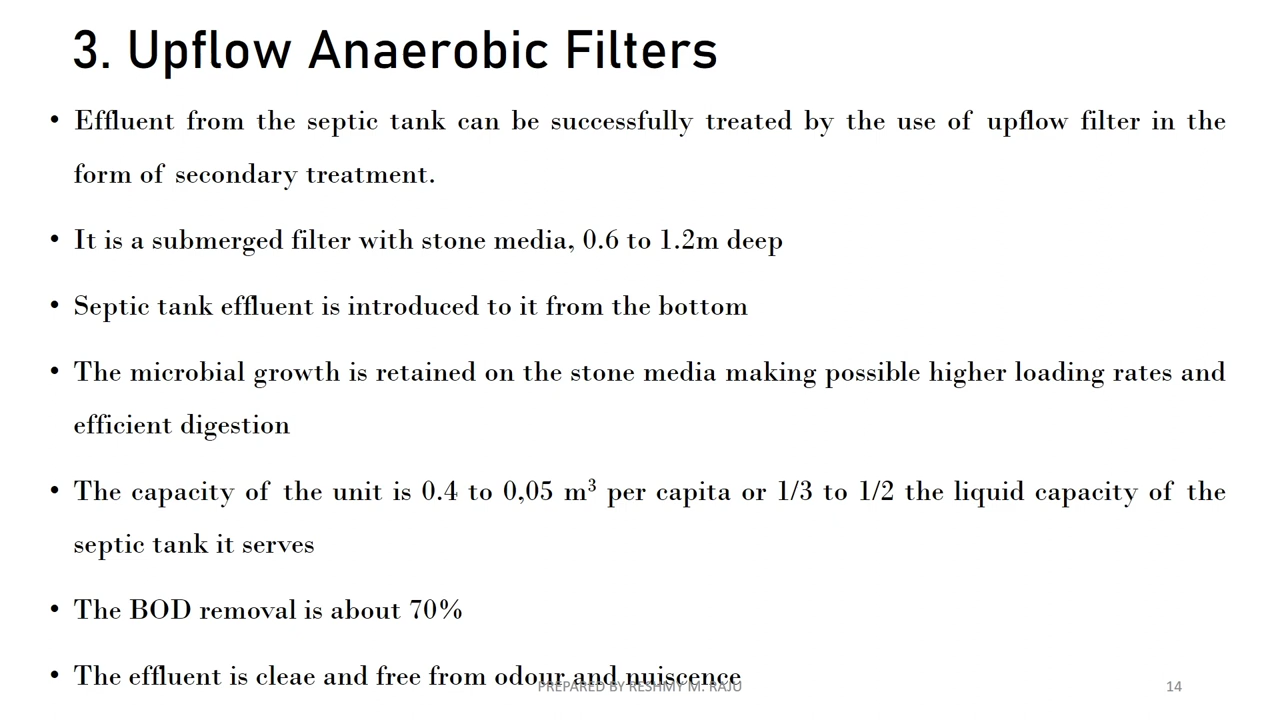 3. Upflow Anaerobic Filters
• Effluent from the septic tank can be successfully treated by the use of upflow filter in the
form of secondary treatment.
• It is a submerged filter with stone media, 0.6 to 1.2m deep
• Septic tank effluent is introduced to it from the bottom
• The microbial growth is retained on the stone media making possible higher loading rates and
efficient digestion
• The capacity of the unit is 0.4 to 0,05 m³ per capita or 1/3 to 1/2 the liquid capacity of the
septic tank it serves
• The BOD removal is about 70%
• The effluent is cleae and free from odour and nuiscence
PREPARED BY RESHMY M. RAJU
14